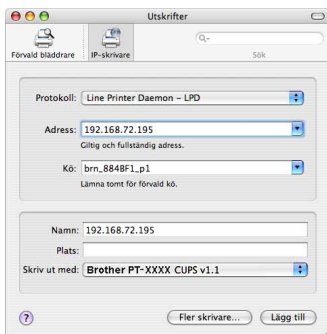 Utskrifter
Förvald bläddrare IP-skrivare Sök
Protokoll: Line Printer Daemon - LPD
Adress: 192.168.72.195
Giltig och fullständig adress.
Kö: brn_884BF1_p1
Lämna tomt för förvald kö.
Namn: 192.168.72.195
Plats:
Skriv ut med: Brother PT-XXXX CUPS v1.1
? Fler skrivare... Lägg till